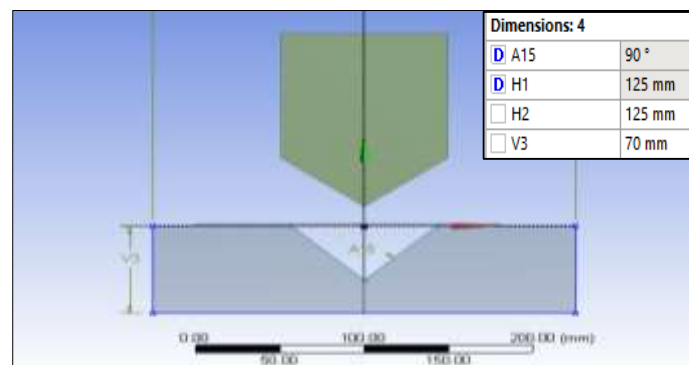 Dimensions: 4
D A15 90 °
D H1 125 mm
H2 125 mm
V3 70 mm
V3
A15
0.00 100.00 200.00 (mm)
50.00 150.00